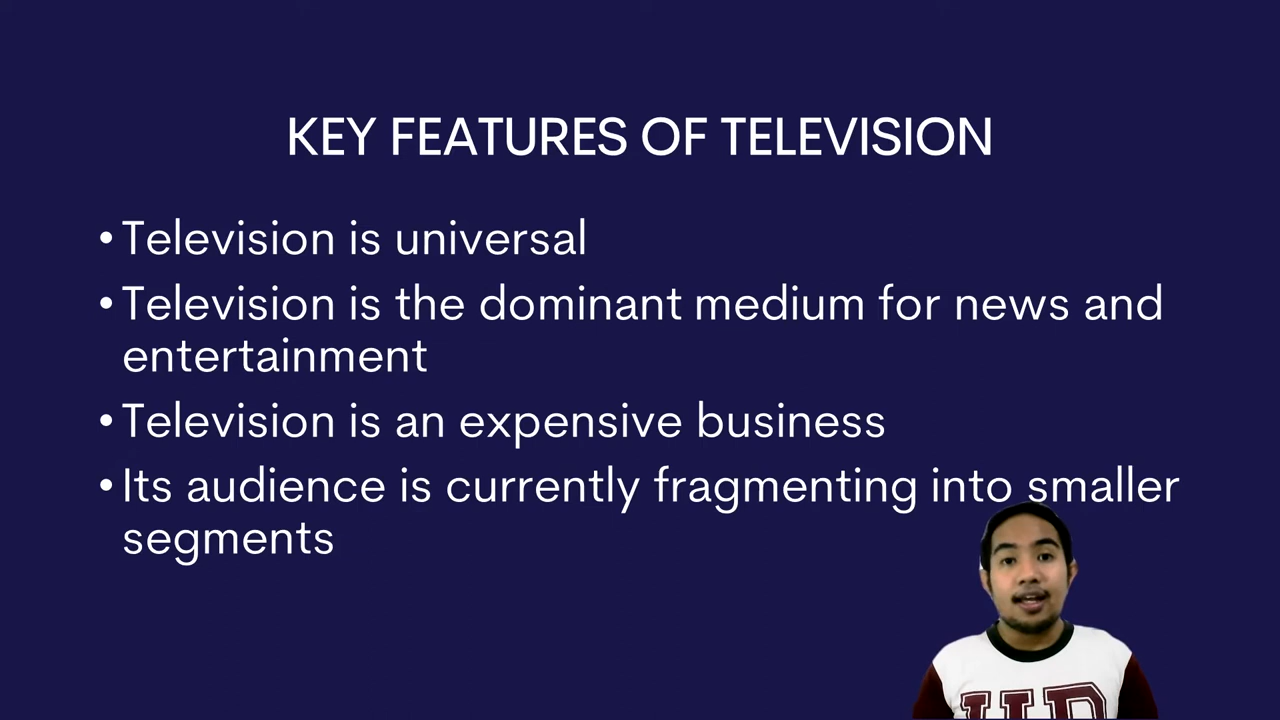 KEY FEATURES OF TELEVISION
• Television is universal
• Television is the dominant medium for news and
entertainment
• Television is an expensive business
• Its audience is currently fragmenting into smaller
segments